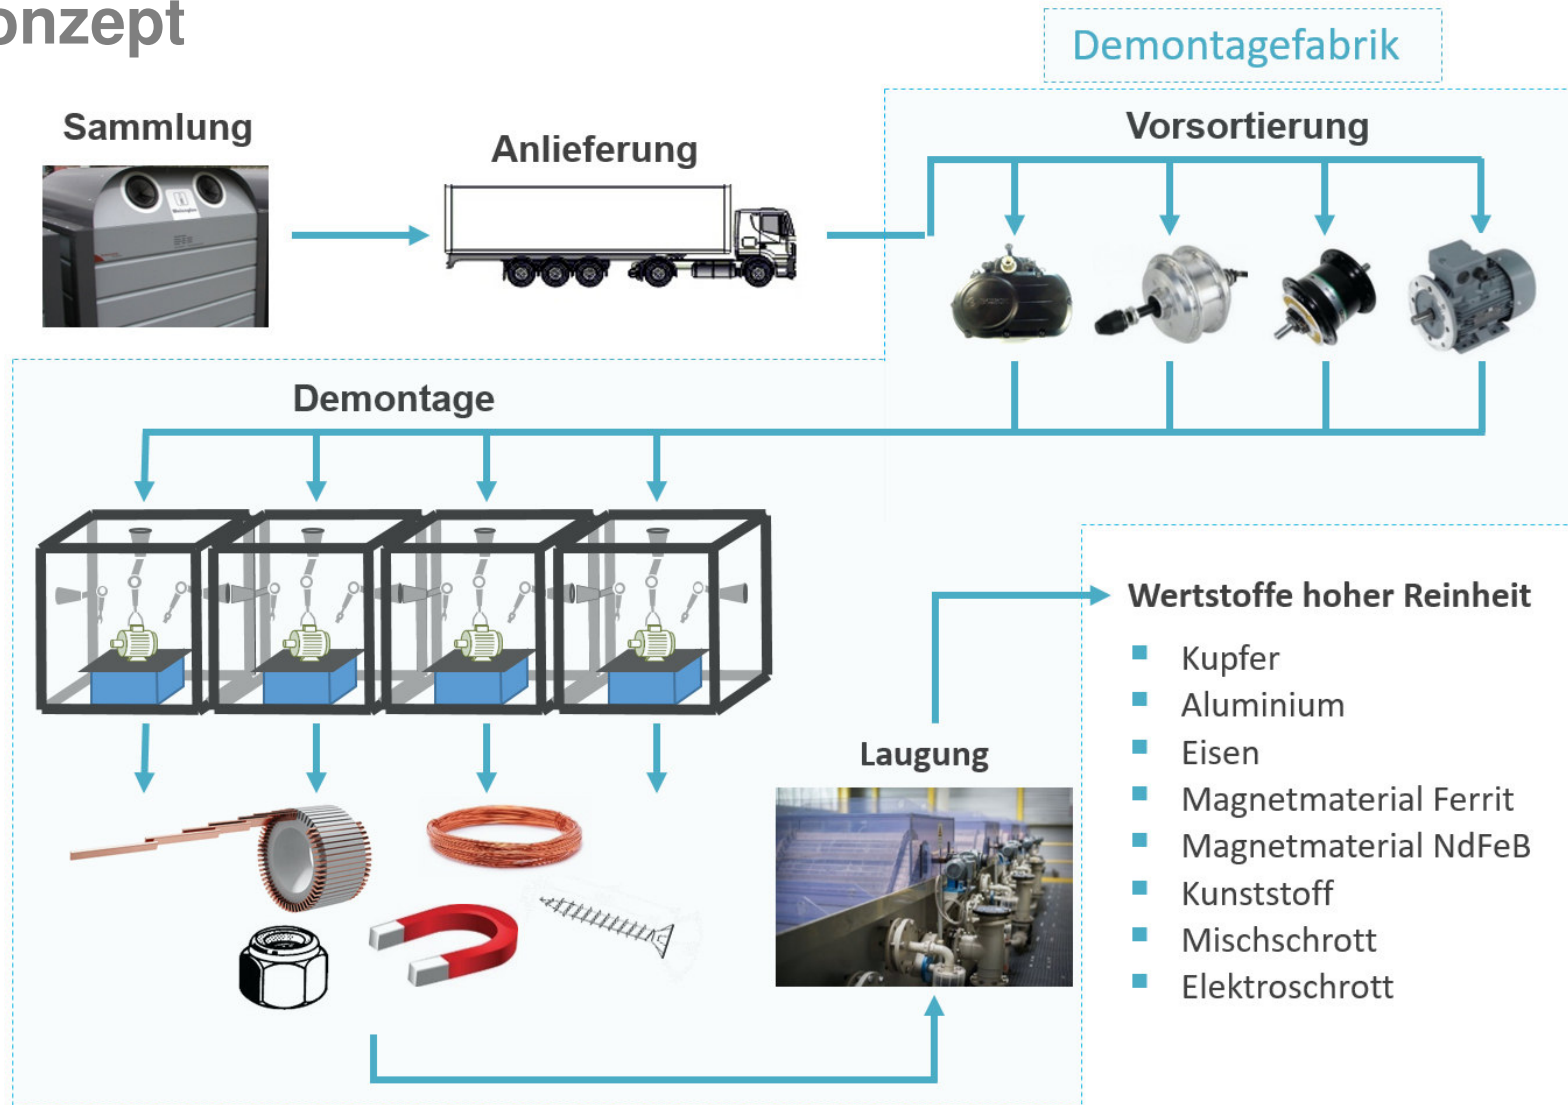 onzept
Demontagefabrik
Sammlung
Anlieferung
Vorsortierung
Demontage
Laugung
Wertstoffe hoher Reinheit
Kupfer
Aluminium
Eisen
Magnetmaterial Ferrit
Magnetmaterial NdFeB
Kunststoff
Mischschrott
Elektroschrott